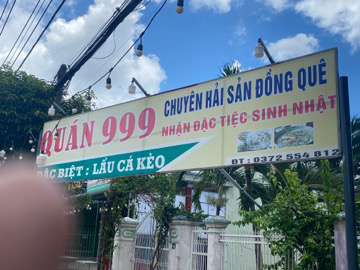 QUÁN 999
CHUYÊN HẢI SẢN ĐỒNG QUÊ
NHẬN ĐẶC TIỆC SINH NHẬT
ĐẶC BIỆT : LẨU CÁ KÈO
ĐT : 0372 554 812